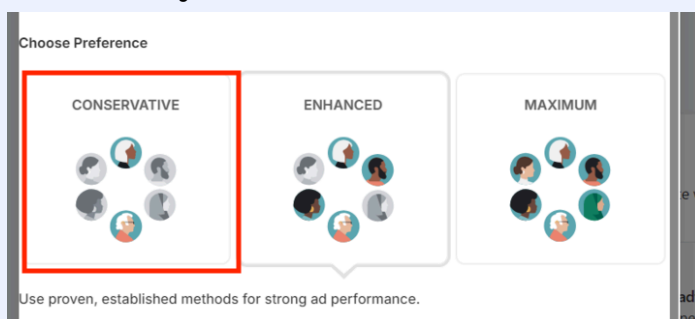 Choose Preference
CONSERVATIVE ENHANCED MAXIMUM
Use proven, established methods for strong ad performance.